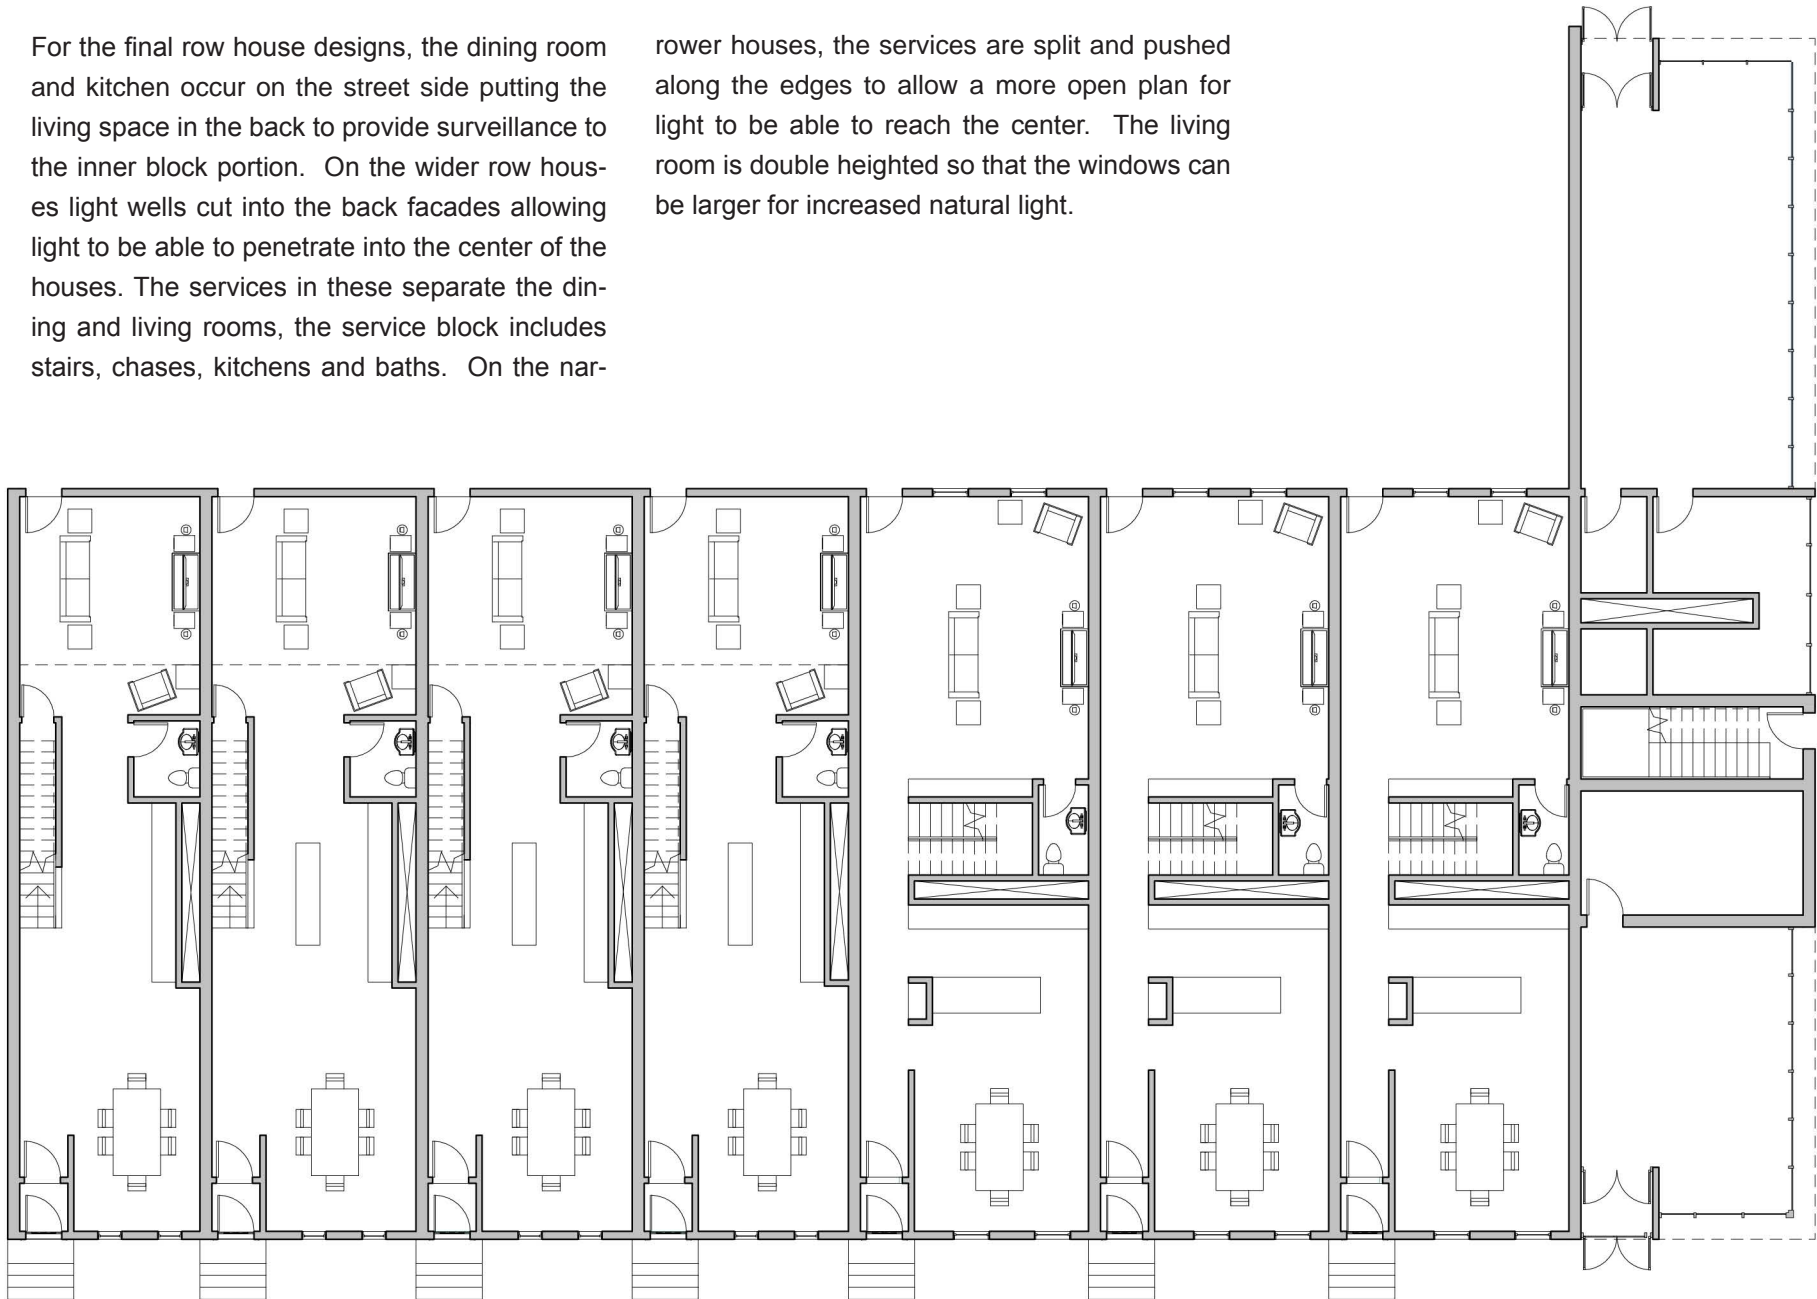 For the final row house designs, the dining room
and kitchen occur on the street side putting the
living space in the back to provide surveillance to
the inner block portion.  On the wider row hous-
es light wells cut into the back facades allowing
light to be able to penetrate into the center of the
houses. The services in these separate the din-
ing and living rooms, the service block includes
stairs, chases, kitchens and baths.  On the nar-
rower houses, the services are split and pushed
along the edges to allow a more open plan for
light to be able to reach the center.  The living
room is double heighted so that the windows can
be larger for increased natural light.